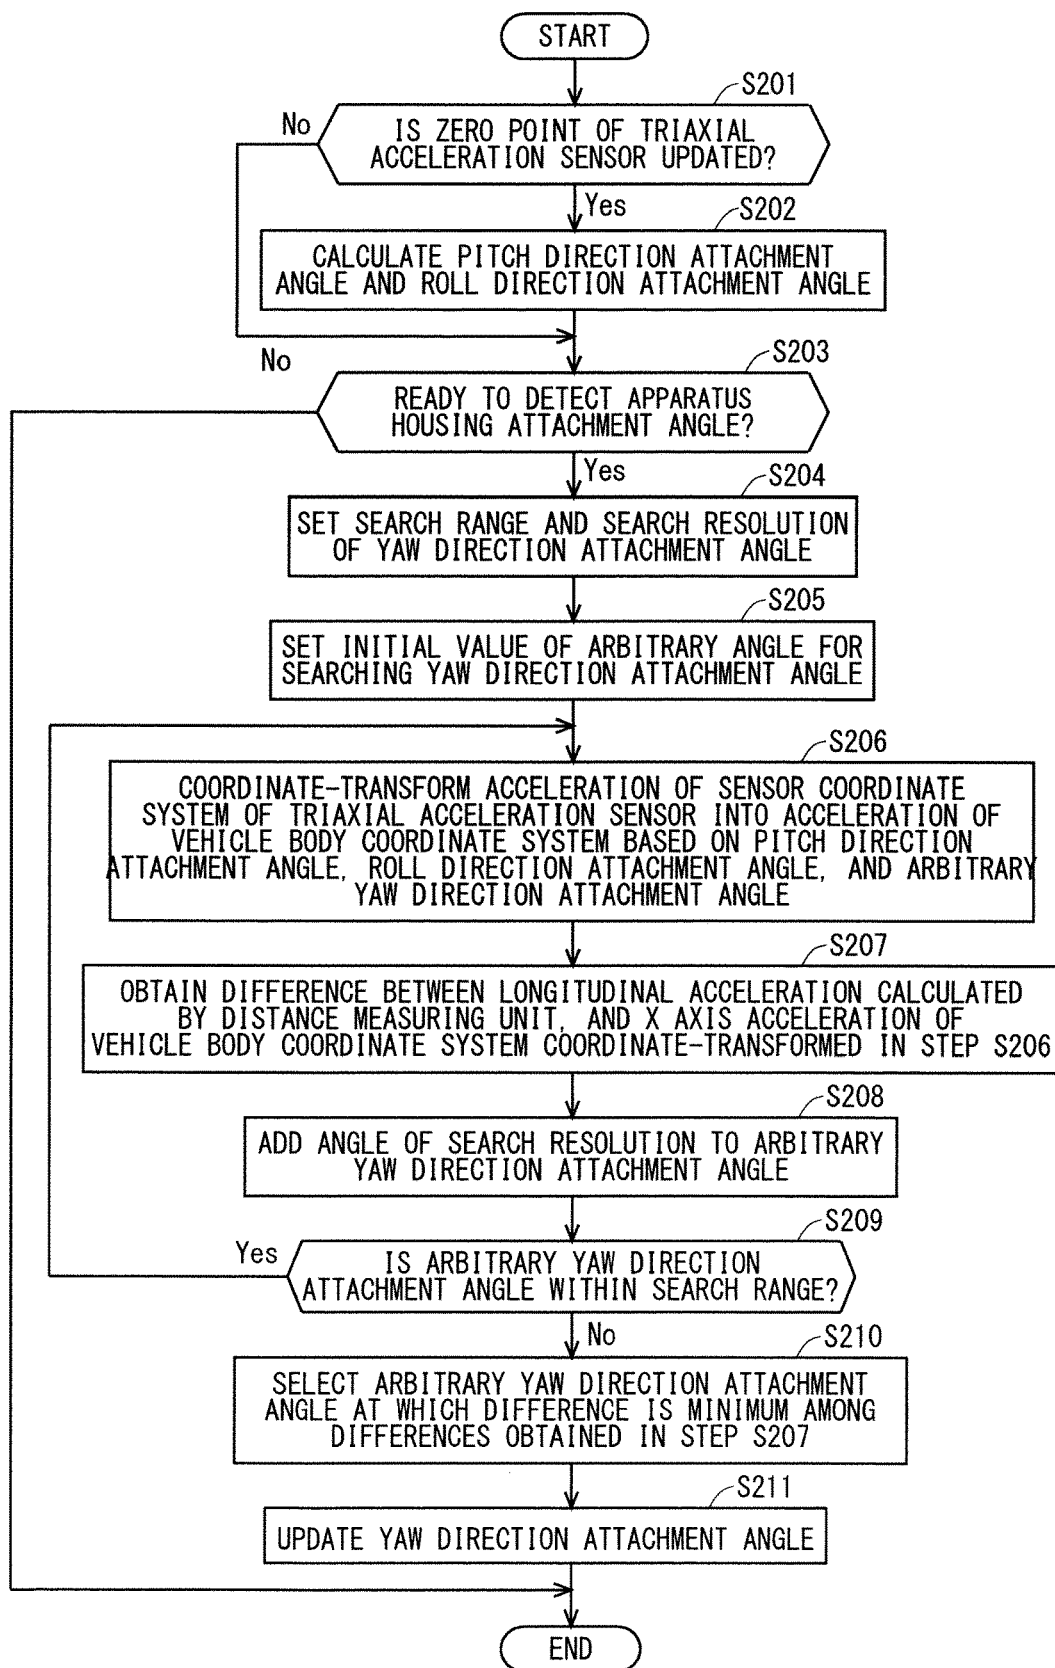 START
S201
No
IS ZERO POINT OF TRIAXIAL
ACCELERATION SENSOR UPDATED?
Yes
S202
CALCULATE PITCH DIRECTION ATTACHMENT
ANGLE AND ROLL DIRECTION ATTACHMENT ANGLE
No
S203
READY TO DETECT APPARATUS
HOUSING ATTACHMENT ANGLE?
Yes
S204
SET SEARCH RANGE AND SEARCH RESOLUTION
OF YAW DIRECTION ATTACHMENT ANGLE
S205
SET INITIAL VALUE OF ARBITRARY ANGLE FOR
SEARCHING YAW DIRECTION ATTACHMENT ANGLE
S206
COORDINATE-TRANSFORM ACCELERATION OF SENSOR COORDINATE
SYSTEM OF TRIAXIAL ACCELERATION SENSOR INTO ACCELERATION OF
VEHICLE BODY COORDINATE SYSTEM BASED ON PITCH DIRECTION
ATTACHMENT ANGLE, ROLL DIRECTION ATTACHMENT ANGLE, AND ARBITRARY
YAW DIRECTION ATTACHMENT ANGLE
S207
OBTAIN DIFFERENCE BETWEEN LONGITUDINAL ACCELERATION CALCULATED
BY DISTANCE MEASURING UNIT, AND X AXIS ACCELERATION OF
VEHICLE BODY COORDINATE SYSTEM COORDINATE-TRANSFORMED IN STEP S206
S208
ADD ANGLE OF SEARCH RESOLUTION TO ARBITRARY
YAW DIRECTION ATTACHMENT ANGLE
S209
Yes
IS ARBITRARY YAW DIRECTION
ATTACHMENT ANGLE WITHIN SEARCH RANGE?
No
S210
SELECT ARBITRARY YAW DIRECTION ATTACHMENT
ANGLE AT WHICH DIFFERENCE IS MINIMUM AMONG
DIFFERENCES OBTAINED IN STEP S207
S211
UPDATE YAW DIRECTION ATTACHMENT ANGLE
END